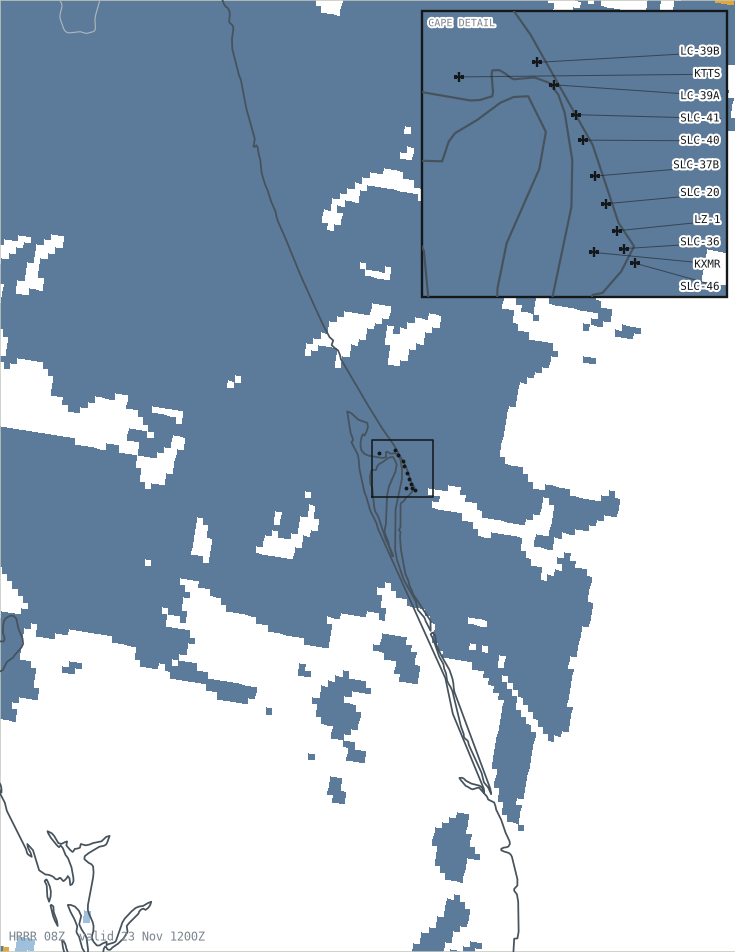 CAPE DETAIL
LC-39B
KTTS
LC-39A
SLC-41
SLC-40
SLC-37B
SLC-20
LZ-1
SLC-36
KXMR
SLC-46
HRRR 08Z valid 23 Nov 1200Z